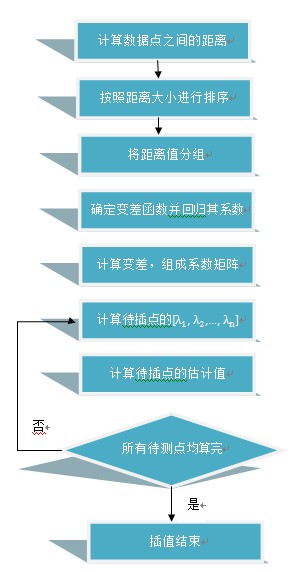 计算数据点之间的距离
按照距离大小进行排序
将距离值分组
确定变差函数并回归其系数
计算变差，组成系数矩阵
计算待插点的[λ₁, λ₂,…, λₙ]
计算待插点的估计值
否
所有待测点均算完
是
插值结束